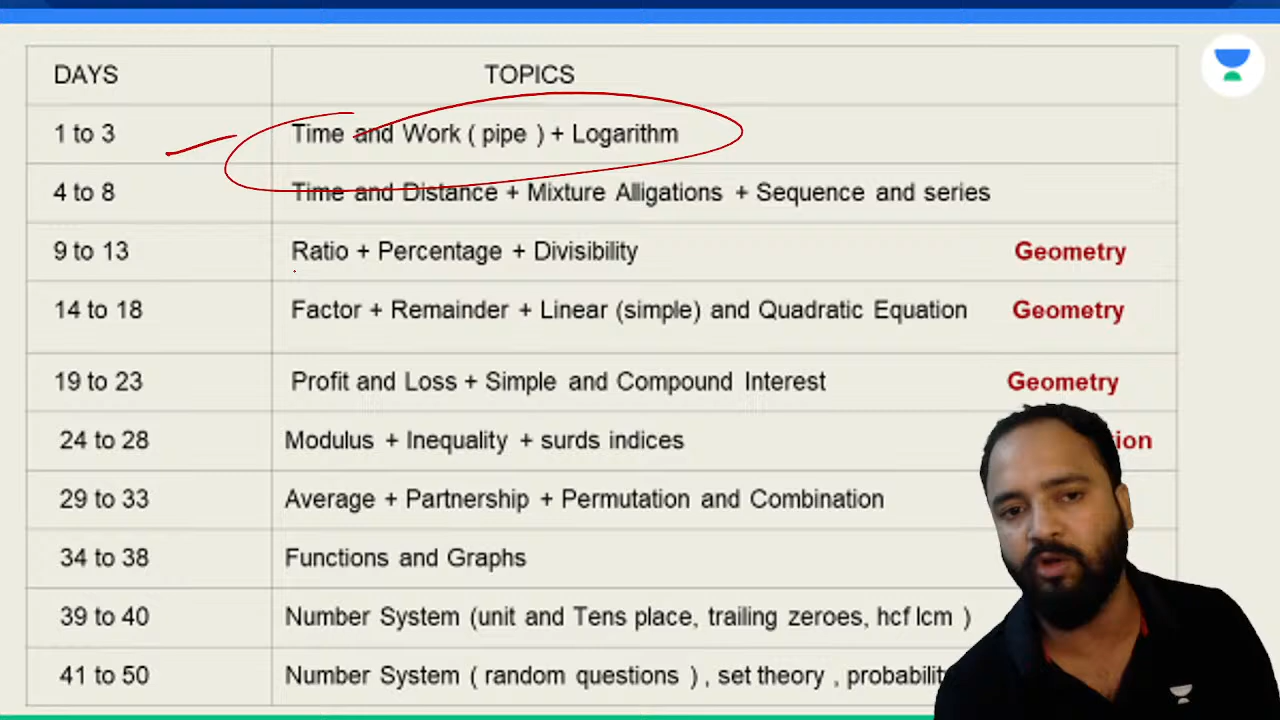 DAYS TOPICS
1 to 3 Time and Work ( pipe ) + Logarithm
4 to 8 Time and Distance + Mixture Alligations + Sequence and series
9 to 13 Ratio + Percentage + Divisibility Geometry
14 to 18 Factor + Remainder + Linear (simple) and Quadratic Equation Geometry
19 to 23 Profit and Loss + Simple and Compound Interest Geometry
24 to 28 Modulus + Inequality + surds indices
29 to 33 Average + Partnership + Permutation and Combination
34 to 38 Functions and Graphs
39 to 40 Number System (unit and Tens place, trailing zeroes, hcf lcm )
41 to 50 Number System ( random questions ) , set theory ,